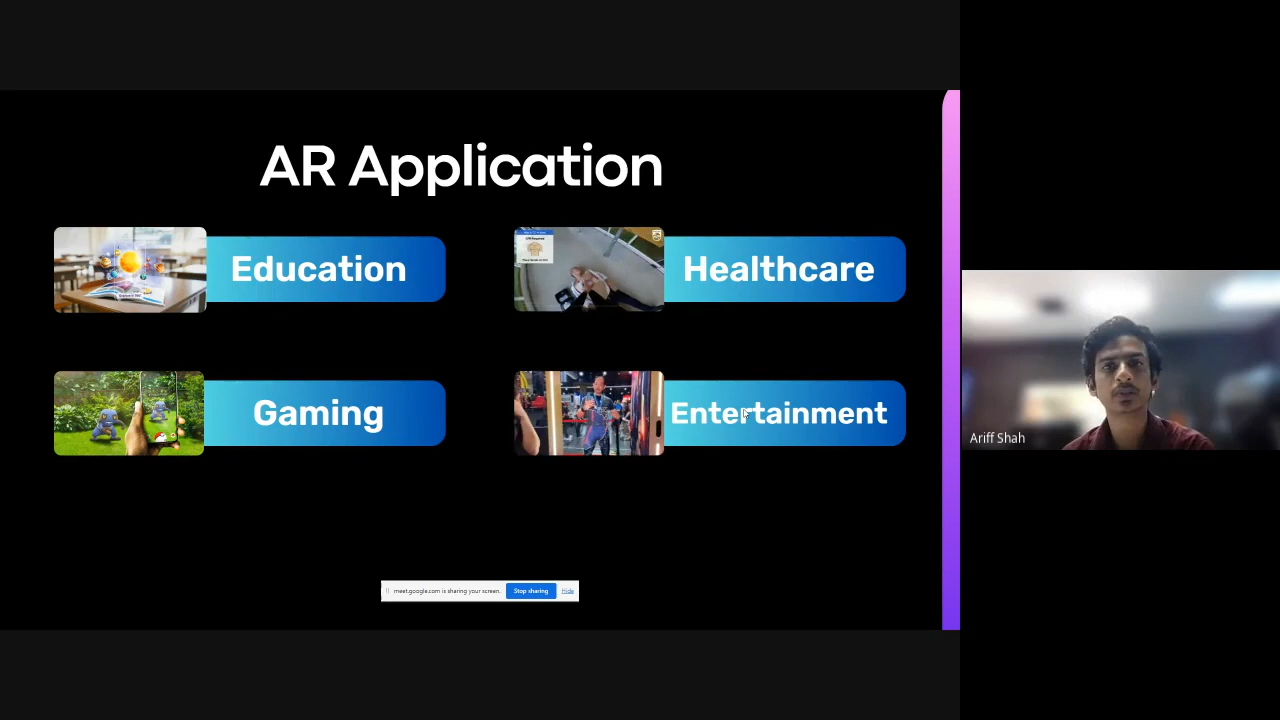 AR Application
Education
Healthcare
Gaming
Entertainment
meet.google.com is sharing your screen.
Stop sharing
Hide
Ariff Shah